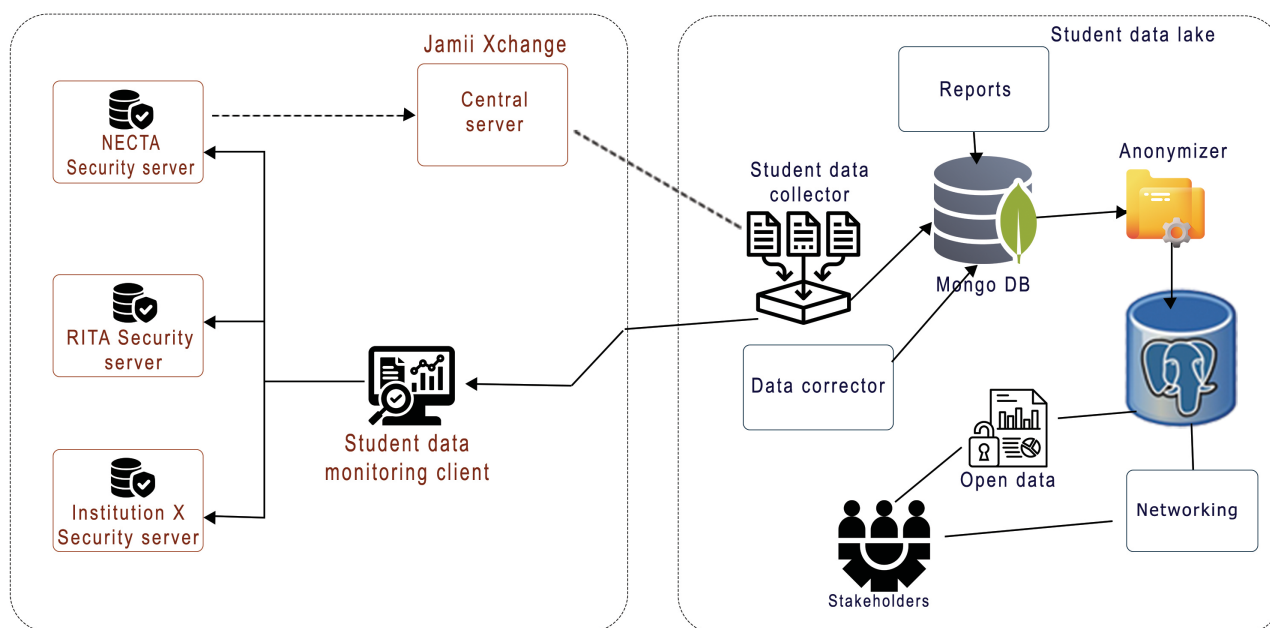 Jamii Xchange
Central
server
NECTA
Security server
RITA Security
server
Institution X
Security server
Student data
monitoring client
Student data lake
Reports
Student data
collector
Mongo DB
Anonymizer
Data corrector
Open data
Networking
Stakeholders